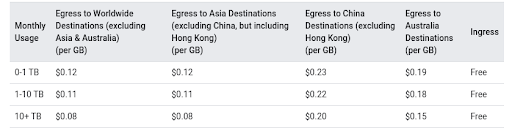 Monthly Usage
Egress to Worldwide Destinations (excluding Asia & Australia) (per GB)
Egress to Asia Destinations (excluding China, but including Hong Kong) (per GB)
Egress to China Destinations (excluding Hong Kong) (per GB)
Egress to Australia Destinations (per GB)
Ingress
0-1 TB $0.12 $0.12 $0.23 $0.19 Free
1-10 TB $0.11 $0.11 $0.22 $0.18 Free
10+ TB $0.08 $0.08 $0.20 $0.15 Free